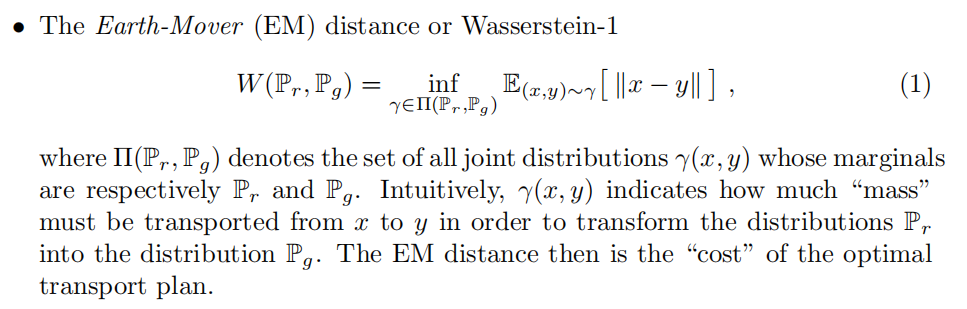 • The Earth-Mover (EM) distance or Wasserstein-1
W(ℙ_r, ℙ_g) = inf_{γ∈Π(ℙ_r,ℙ_g)} 𝔼_{(x,y)∼γ}[ ‖x − y‖ ] , (1)
where Π(ℙ_r, ℙ_g) denotes the set of all joint distributions γ(x, y) whose marginals
are respectively ℙ_r and ℙ_g. Intuitively, γ(x, y) indicates how much “mass”
must be transported from x to y in order to transform the distributions ℙ_r
into the distribution ℙ_g. The EM distance then is the “cost” of the optimal
transport plan.